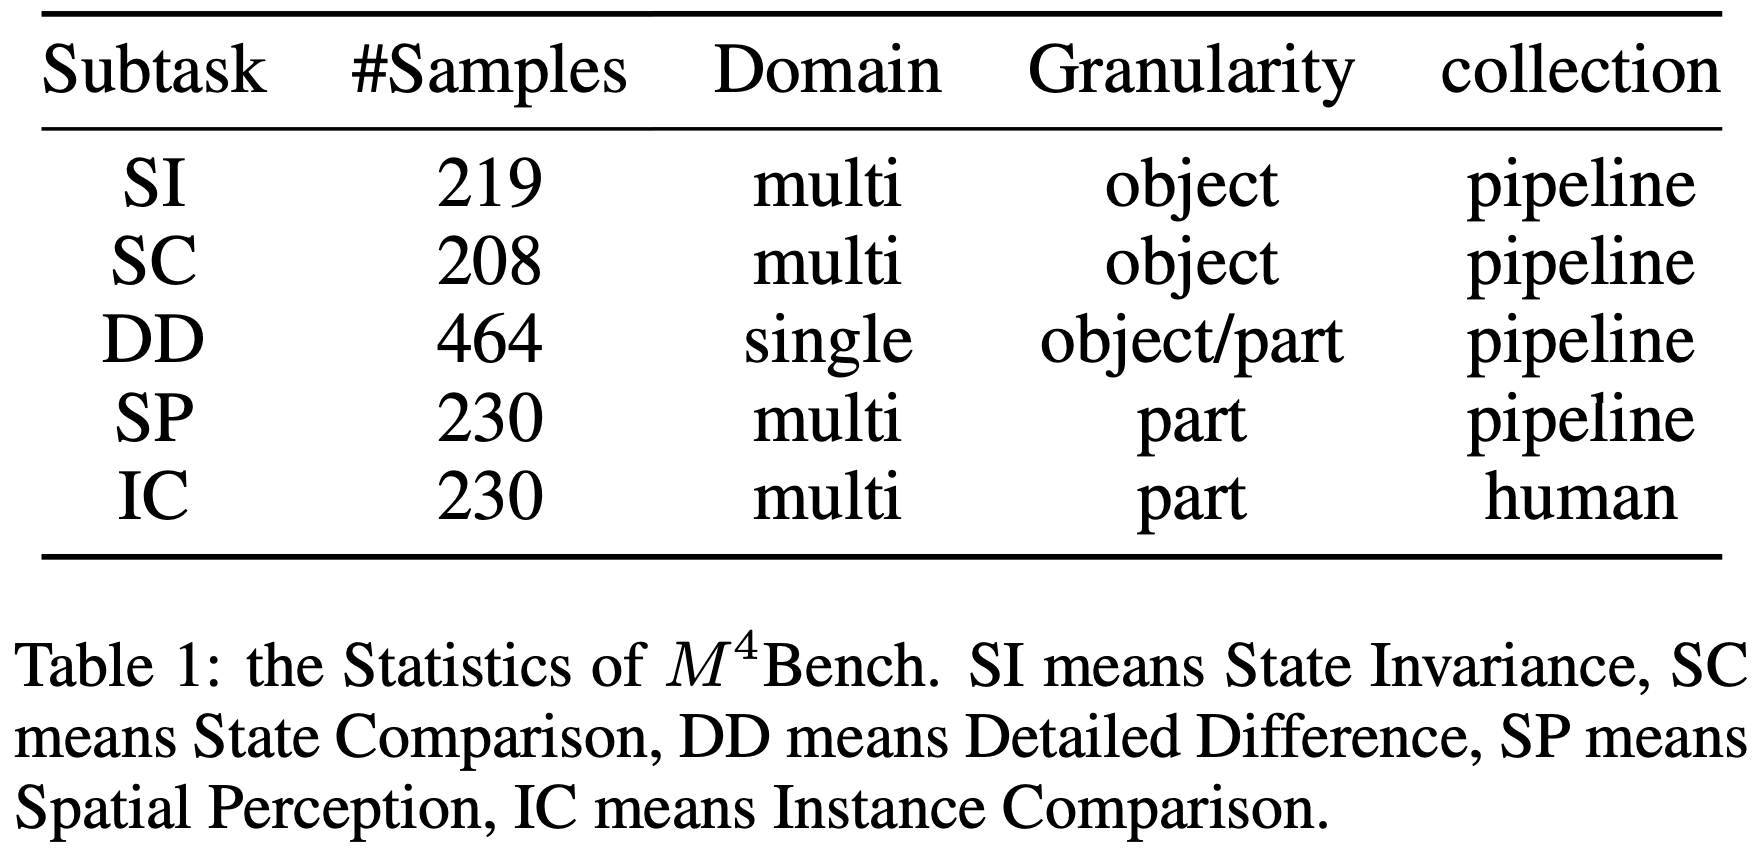 Subtask #Samples Domain Granularity collection
SI 219 multi object pipeline
SC 208 multi object pipeline
DD 464 single object/part pipeline
SP 230 multi part pipeline
IC 230 multi part human
Table 1: the Statistics of M⁴Bench. SI means State Invariance, SC
means State Comparison, DD means Detailed Difference, SP means
Spatial Perception, IC means Instance Comparison.